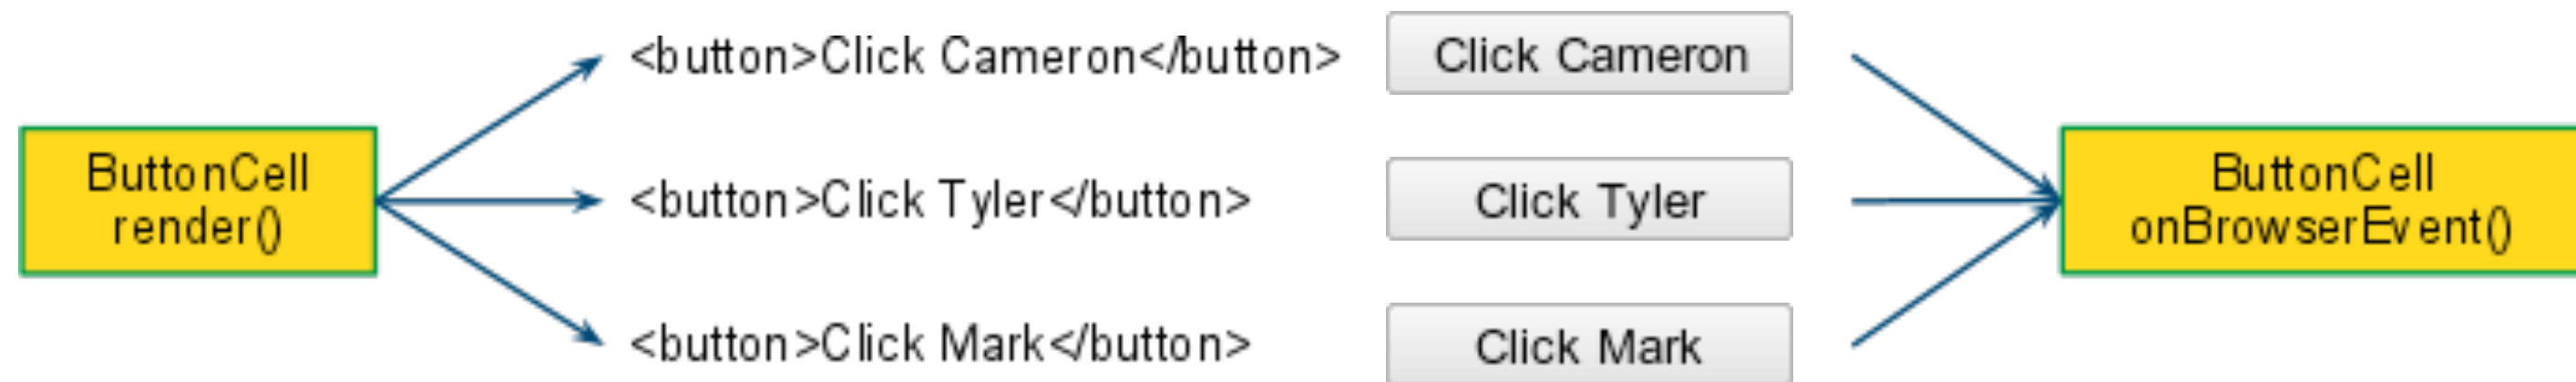 ButtonCell
render()
<button>Click Cameron</button>
<button>Click Tyler</button>
<button>Click Mark</button>
Click Cameron
Click Tyler
Click Mark
ButtonCell
onBrowserEvent()